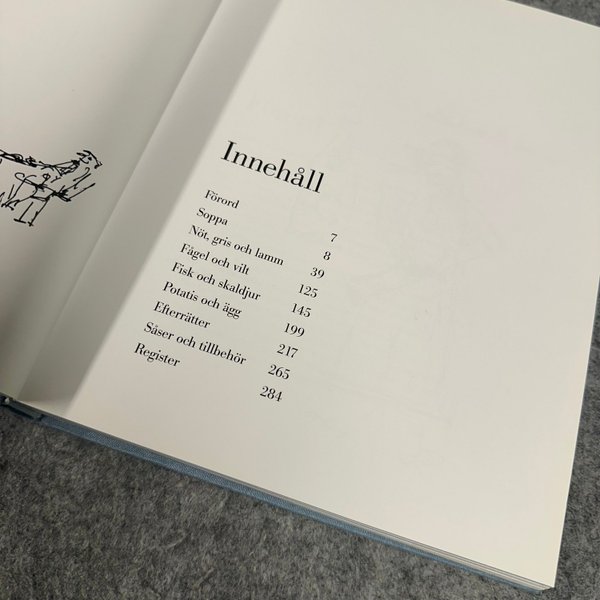 Innehåll
Förord 7
Soppa 8
Nöt, gris och lamm 39
Fågel och vilt 125
Fisk och skaldjur 145
Potatis och ägg 199
Efterrätter 217
Såser och tillbehör 265
Register 284